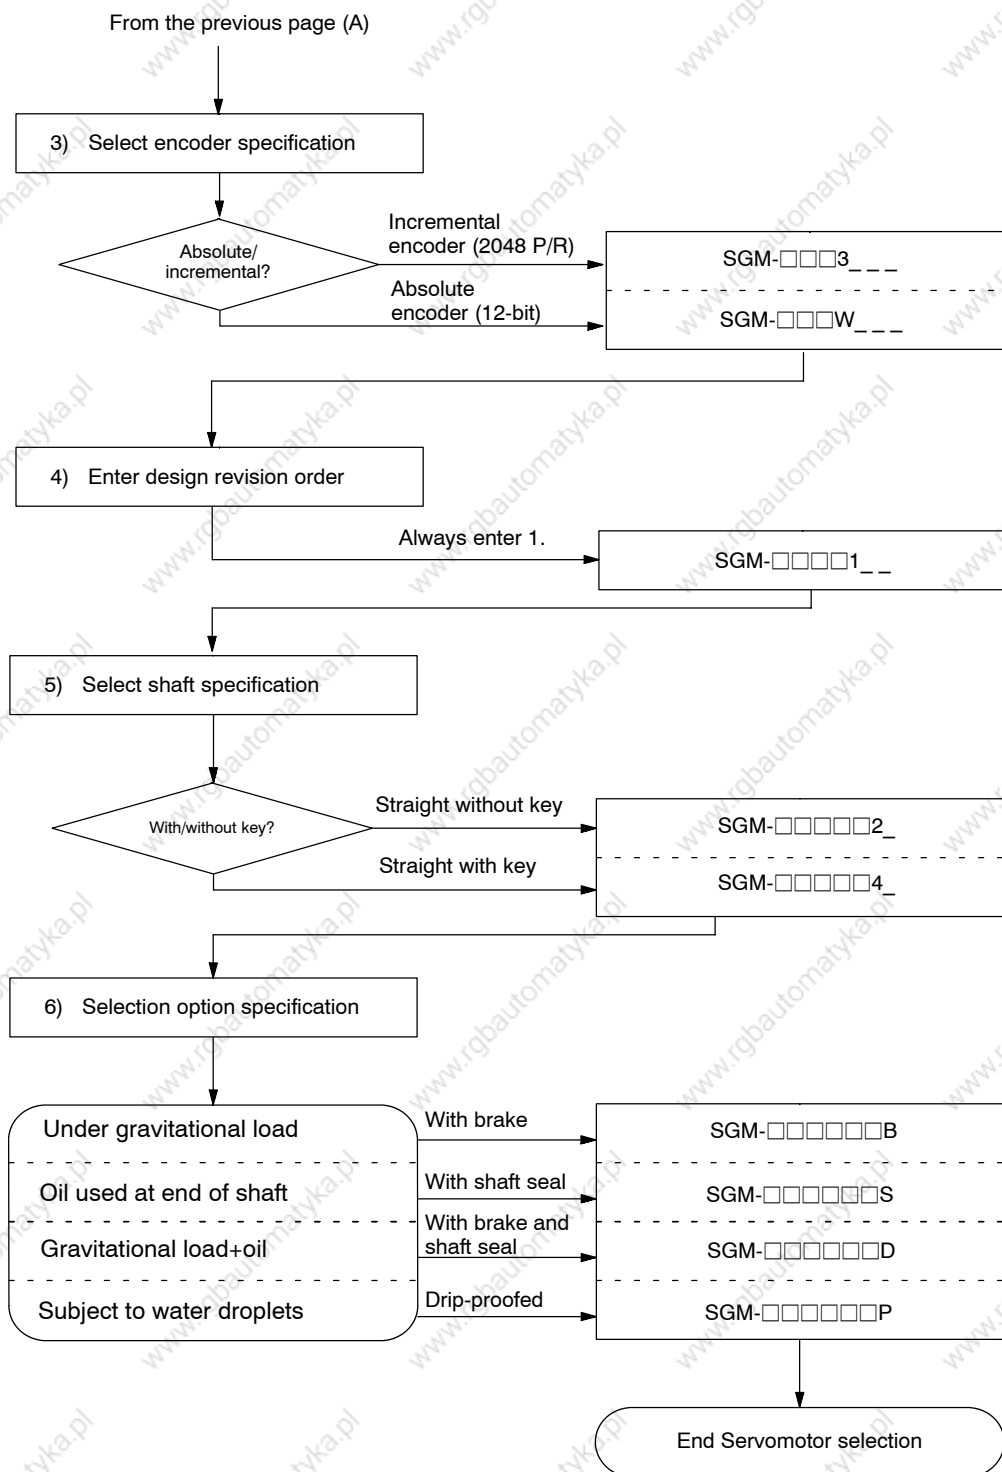 From the previous page (A)
3) Select encoder specification
Absolute/
incremental?
Incremental
encoder (2048 P/R)
Absolute
encoder (12-bit)
SGM-□□□3_ _ _
SGM-□□□W_ _ _
4) Enter design revision order
Always enter 1.
SGM-□□□□1_ _
5) Select shaft specification
With/without key?
Straight without key
Straight with key
SGM-□□□□□2_
SGM-□□□□□4_
6) Selection option specification
Under gravitational load
With brake
SGM-□□□□□□B
Oil used at end of shaft
With shaft seal
SGM-□□□□□□S
Gravitational load+oil
With brake and
shaft seal
SGM-□□□□□□D
Subject to water droplets
Drip-proofed
SGM-□□□□□□P
End Servomotor selection
www.rgbautomatyka.pl